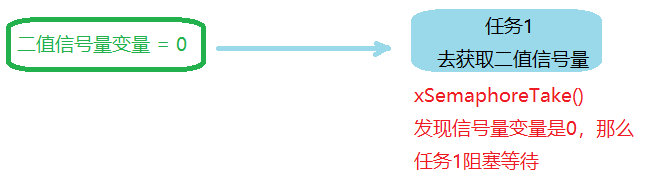 二值信号量变量 = 0
任务1
去获取二值信号量
xSemaphoreTake()
发现信号量变量是0，那么
任务1阻塞等待